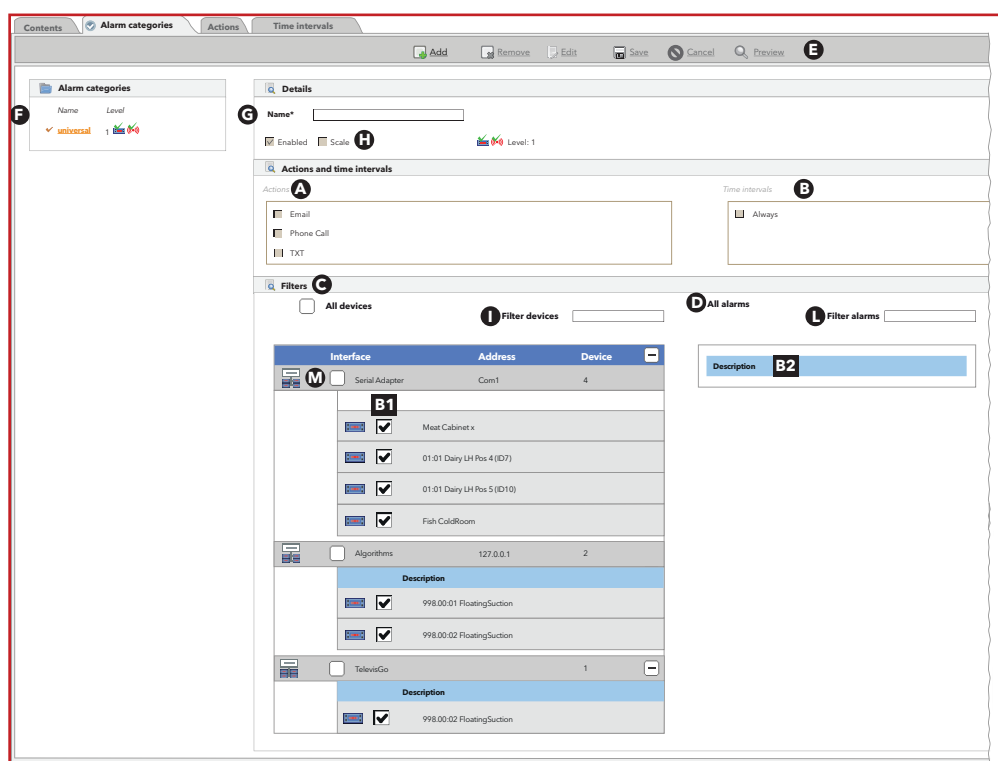 Contents Alarm categories Actions Time intervals
Add Remove Edit Save Cancel Preview E
Alarm categories
F Name Level
universal 1
Details
G Name*
Enabled Scale H Level: 1
Actions and time intervals
Actions A Time intervals B
Email Always
Phone Call
TXT
Filters C
All devices I Filter devices D All alarms L Filter alarms
Interface Address Device
M Serial Adapter Com1 4
Description B2
B1
Meat Cabinet x
01:01 Dairy LH Pos 4 (ID7)
01:01 Dairy LH Pos 5 (ID10)
Fish ColdRoom
Algorithms 127.0.0.1 2
Description
998.00:01 FloatingSuction
998.00:02 FloatingSuction
TelevisGo 1
Description
998.00:02 FloatingSuction